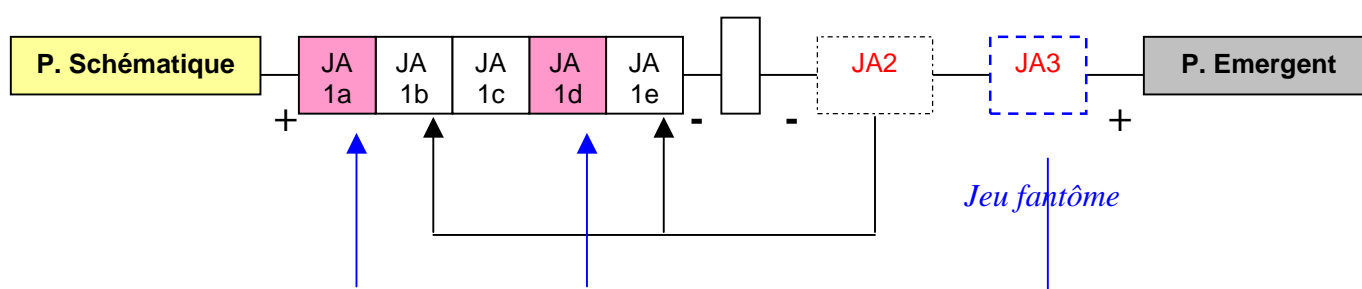 P. Schématique
JA
1a
JA
1b
JA
1c
JA
1d
JA
1e
JA2
JA3
P. Emergent
+
-
-
+
Jeu fantôme